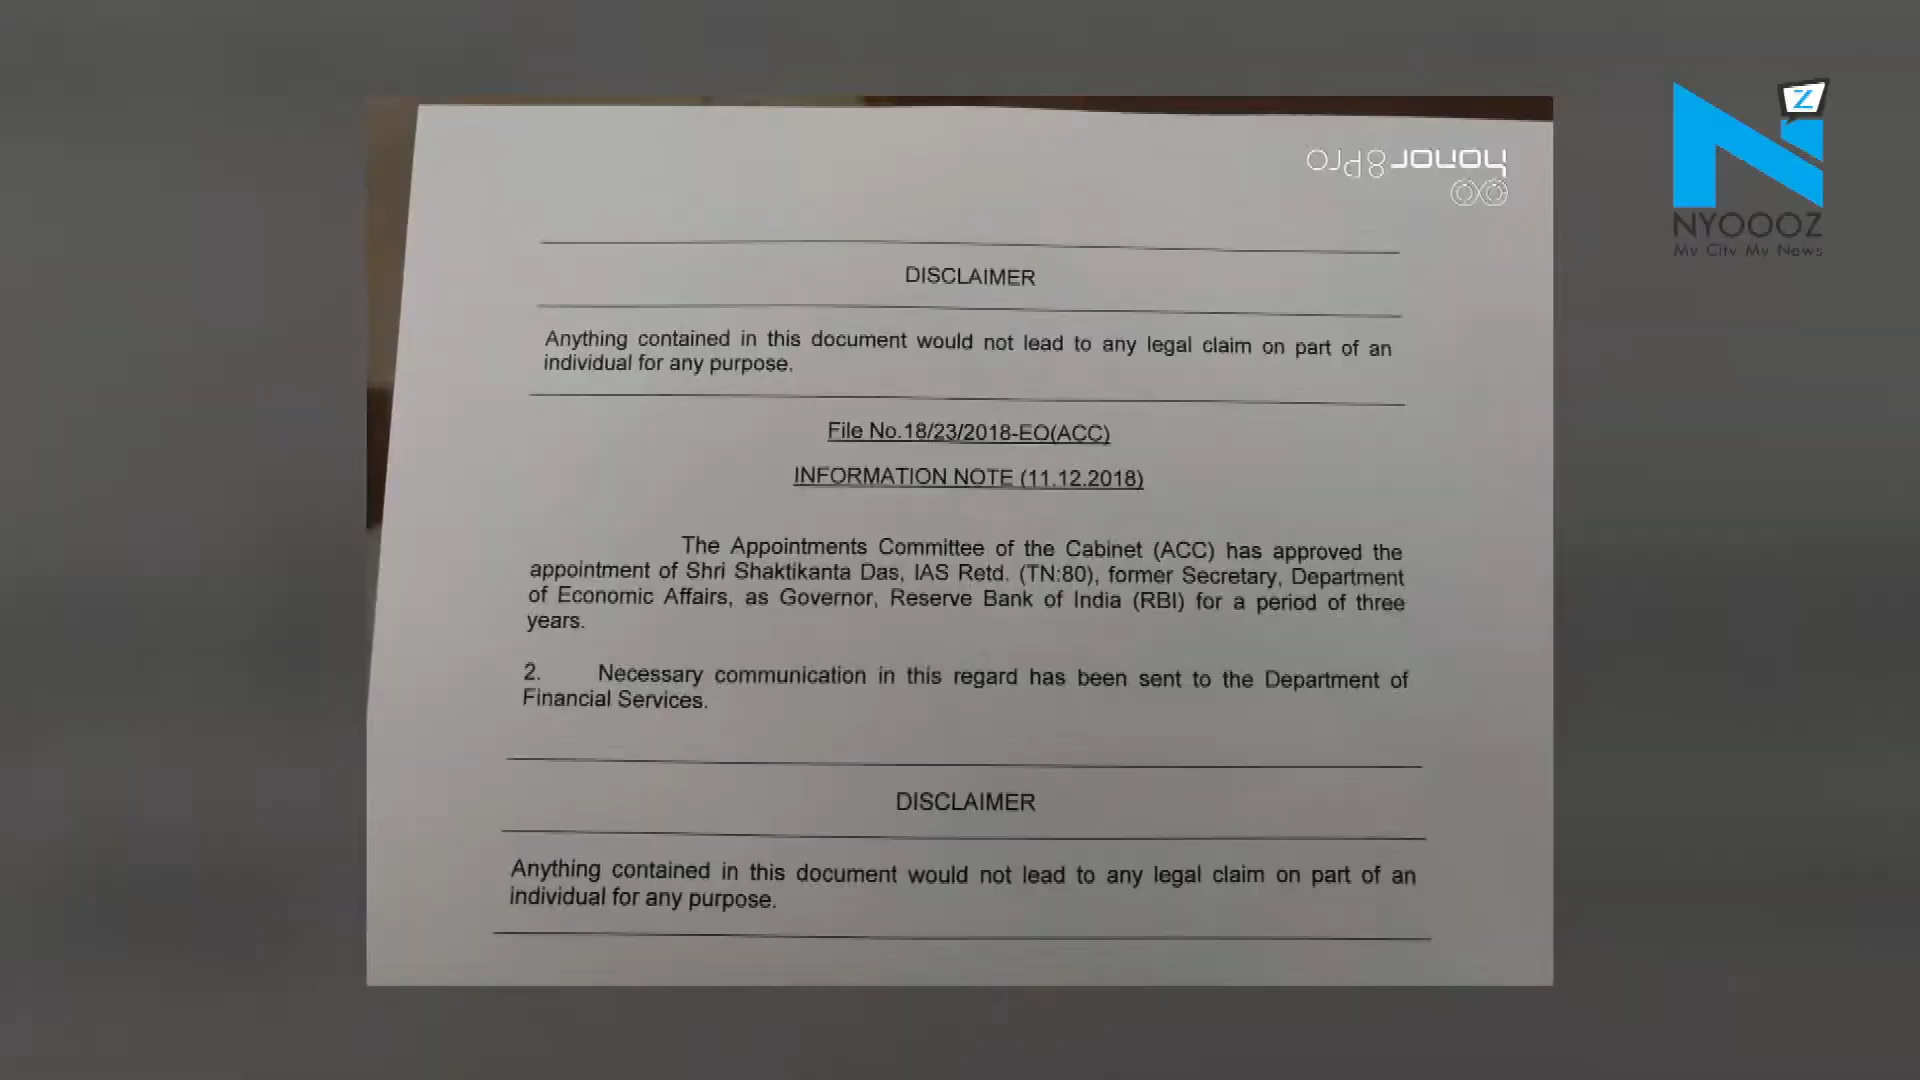 Z
NYOOOZ
My City My News
honor 8Pro
DISCLAIMER
Anything contained in this document would not lead to any legal claim on part of an
individual for any purpose.
File No.18/23/2018-EO(ACC)
INFORMATION NOTE (11.12.2018)
The Appointments Committee of the Cabinet (ACC) has approved the
appointment of Shri Shaktikanta Das, IAS Retd. (TN:80), former Secretary, Department
of Economic Affairs, as Governor, Reserve Bank of India (RBI) for a period of three
years.
2. Necessary communication in this regard has been sent to the Department of
Financial Services.
DISCLAIMER
Anything contained in this document would not lead to any legal claim on part of an
individual for any purpose.